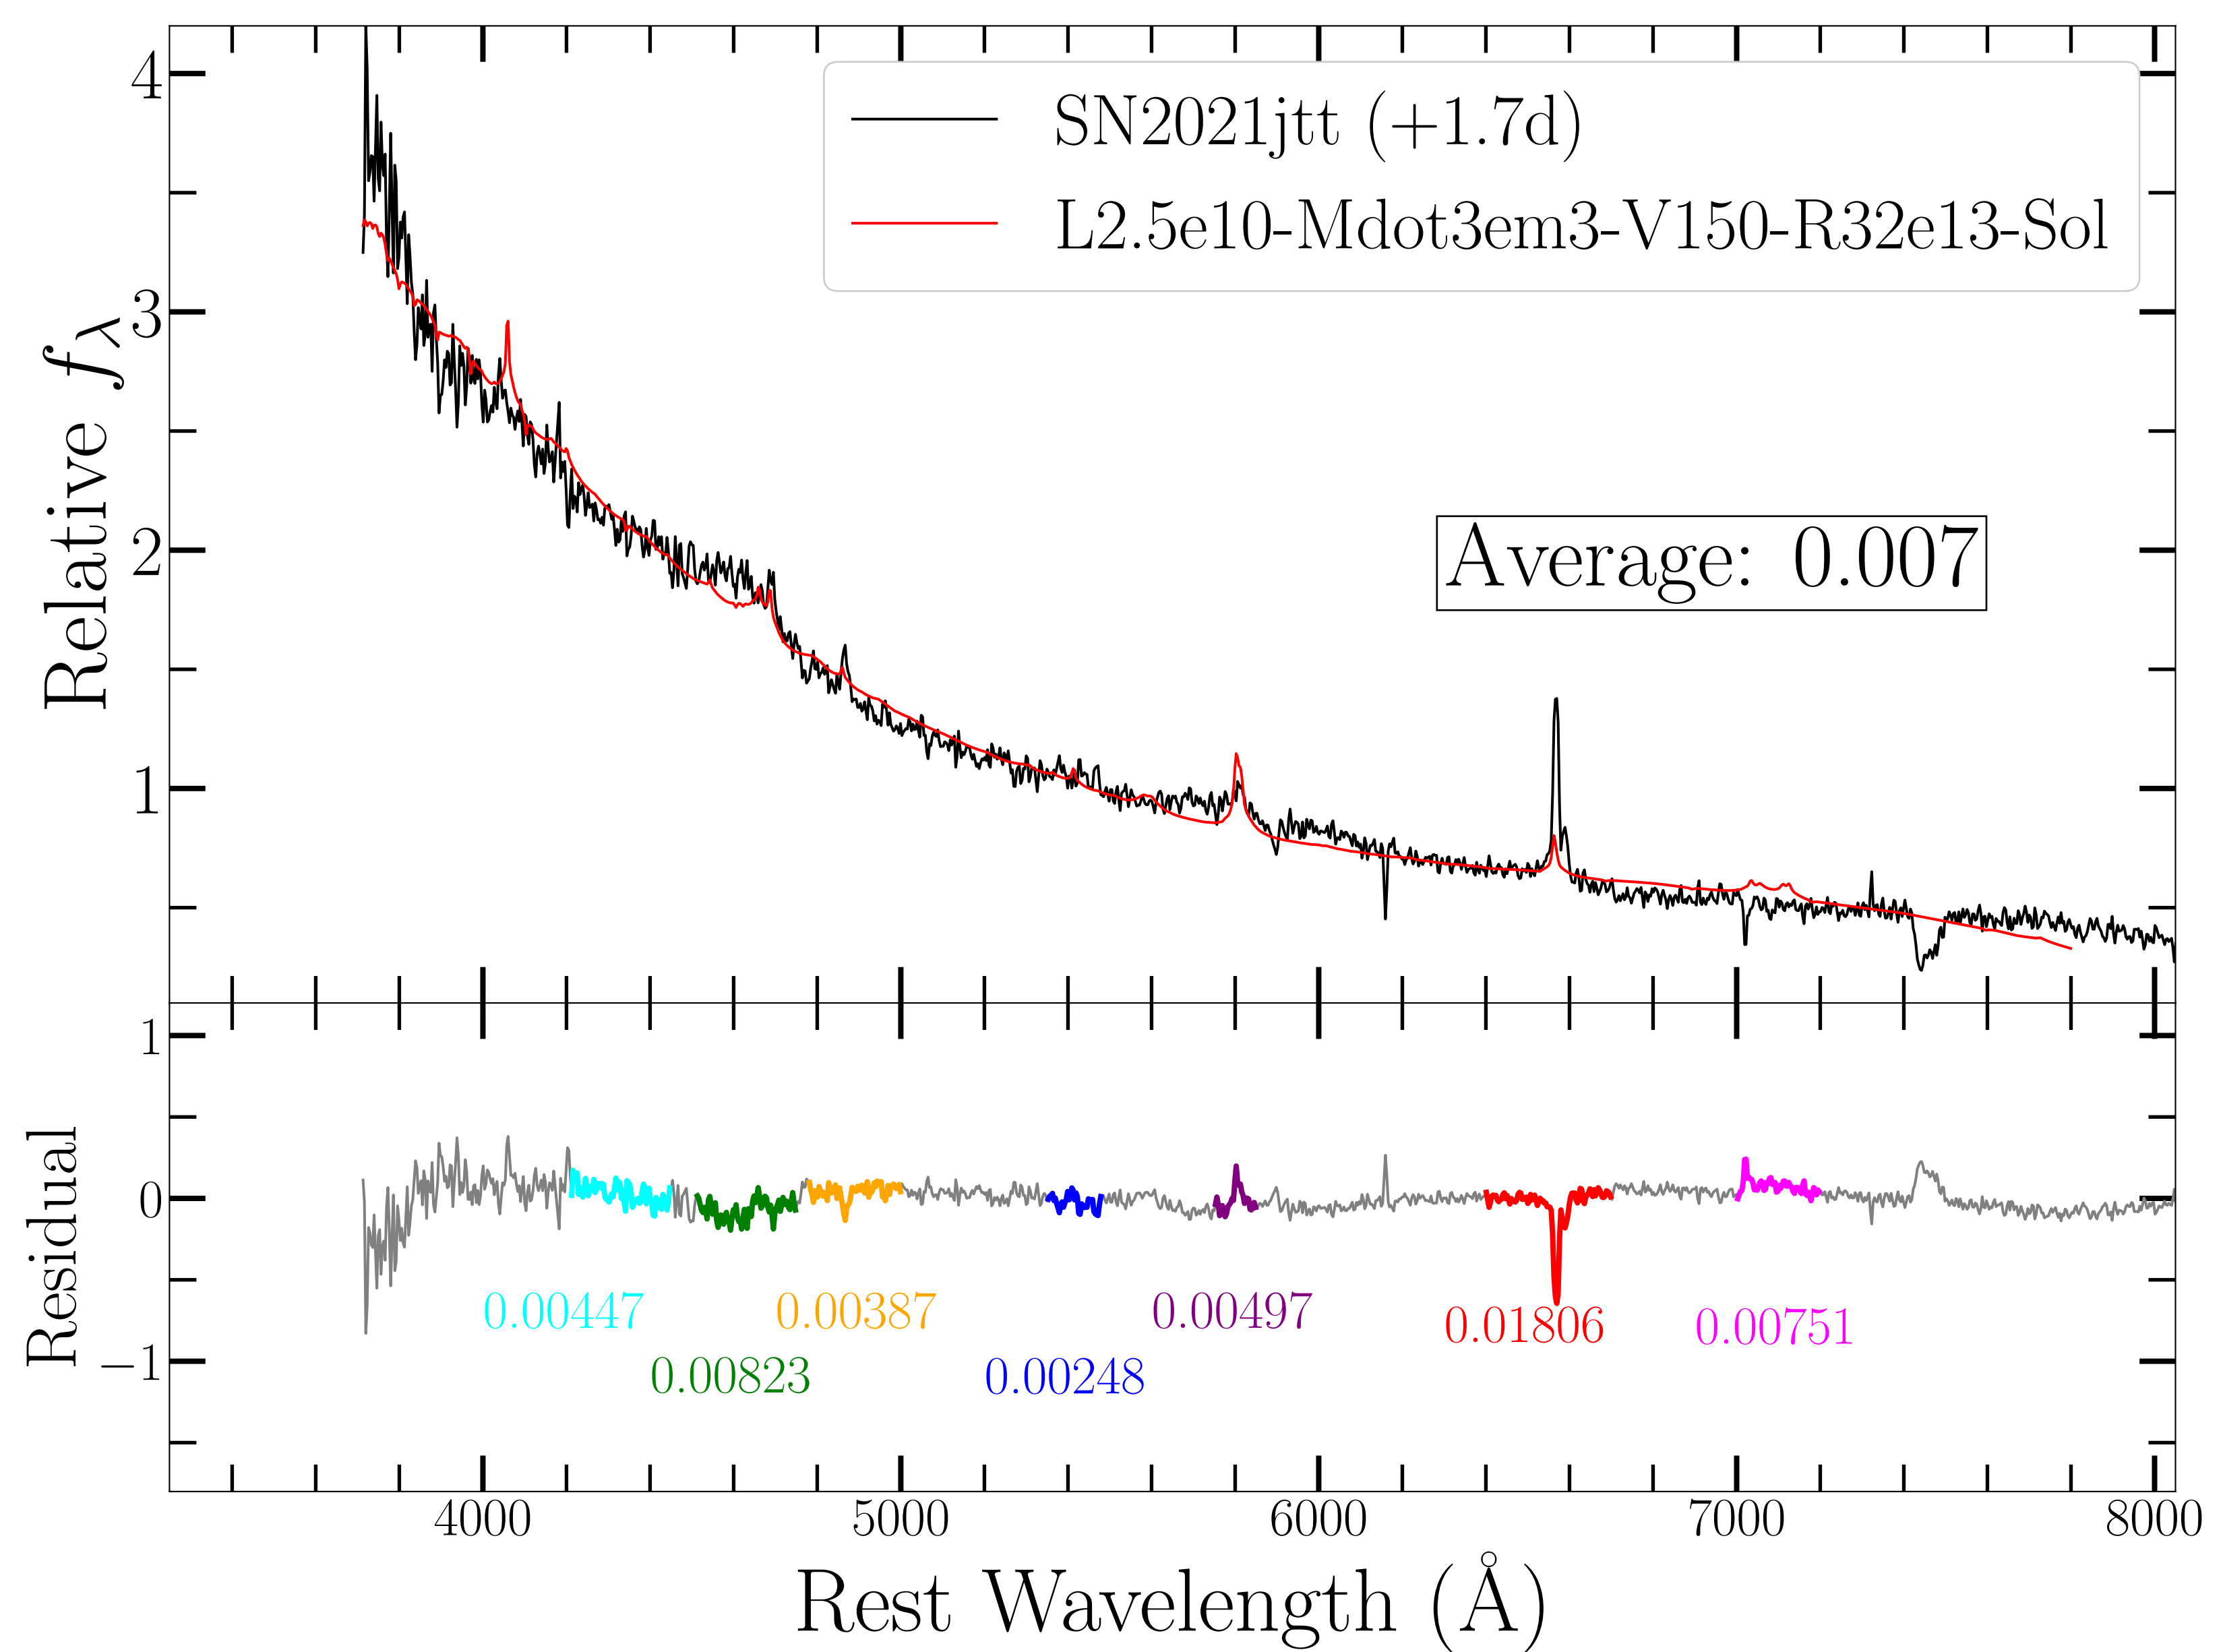 SN2021jtt (+1.7d)
L2.5e10-Mdot3em3-V150-R32e13-Sol
Average: 0.007
Relative fλ
4
3
2
1
Residual
1
0
−1
0.00447
0.00387
0.00497
0.01806
0.00751
0.00823
0.00248
4000 5000 6000 7000 8000
Rest Wavelength (Å)